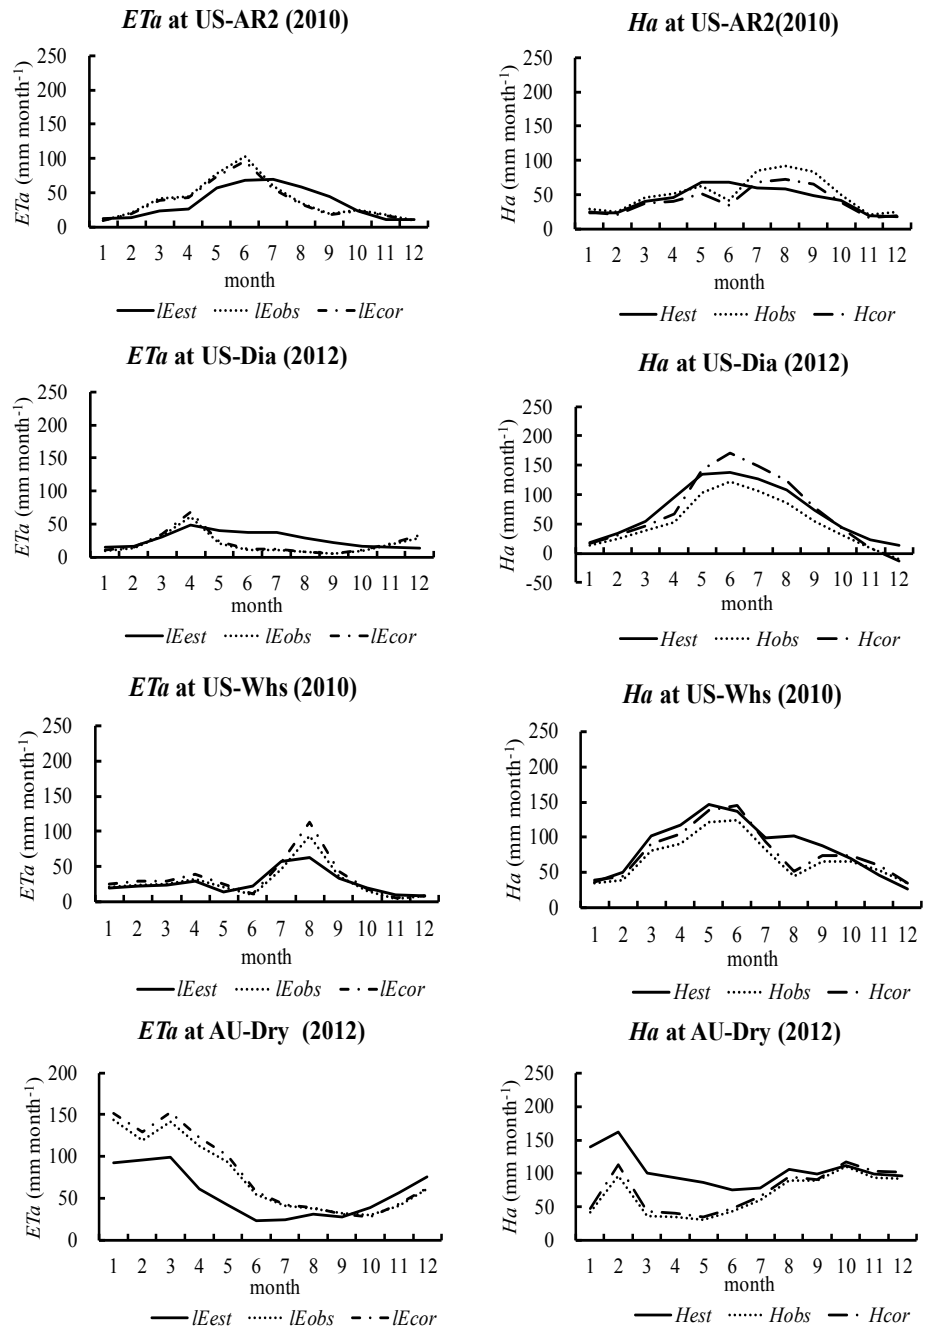 ETa at US-AR2 (2010)
ETa (mm month-1)
250
200
150
100
50
0
1 2 3 4 5 6 7 8 9 10 11 12
month
lEest lEobs lEcor
Ha at US-AR2(2010)
Ha (mm month-1)
250
200
150
100
50
0
1 2 3 4 5 6 7 8 9 10 11 12
month
Hest Hobs Hcor
ETa at US-Dia (2012)
ETa (mm month-1)
250
200
150
100
50
0
1 2 3 4 5 6 7 8 9 10 11 12
month
lEest lEobs lEcor
Ha at US-Dia (2012)
Ha (mm month-1)
250
200
150
100
50
0
-50
1 2 3 4 5 6 7 8 9 10 11 12
month
Hest Hobs Hcor
ETa at US-Whs (2010)
ETa (mm month-1)
250
200
150
100
50
0
1 2 3 4 5 6 7 8 9 10 11 12
month
lEest lEobs lEcor
Ha at US-Whs (2010)
Ha (mm month-1)
250
200
150
100
50
0
1 2 3 4 5 6 7 8 9 10 11 12
month
Hest Hobs Hcor
ETa at AU-Dry (2012)
ETa (mm month-1)
200
150
100
50
0
1 2 3 4 5 6 7 8 9 10 11 12
month
lEest lEobs lEcor
Ha at AU-Dry (2012)
Ha (mm month-1)
250
200
150
100
50
0
1 2 3 4 5 6 7 8 9 10 11 12
month
Hest Hobs Hcor